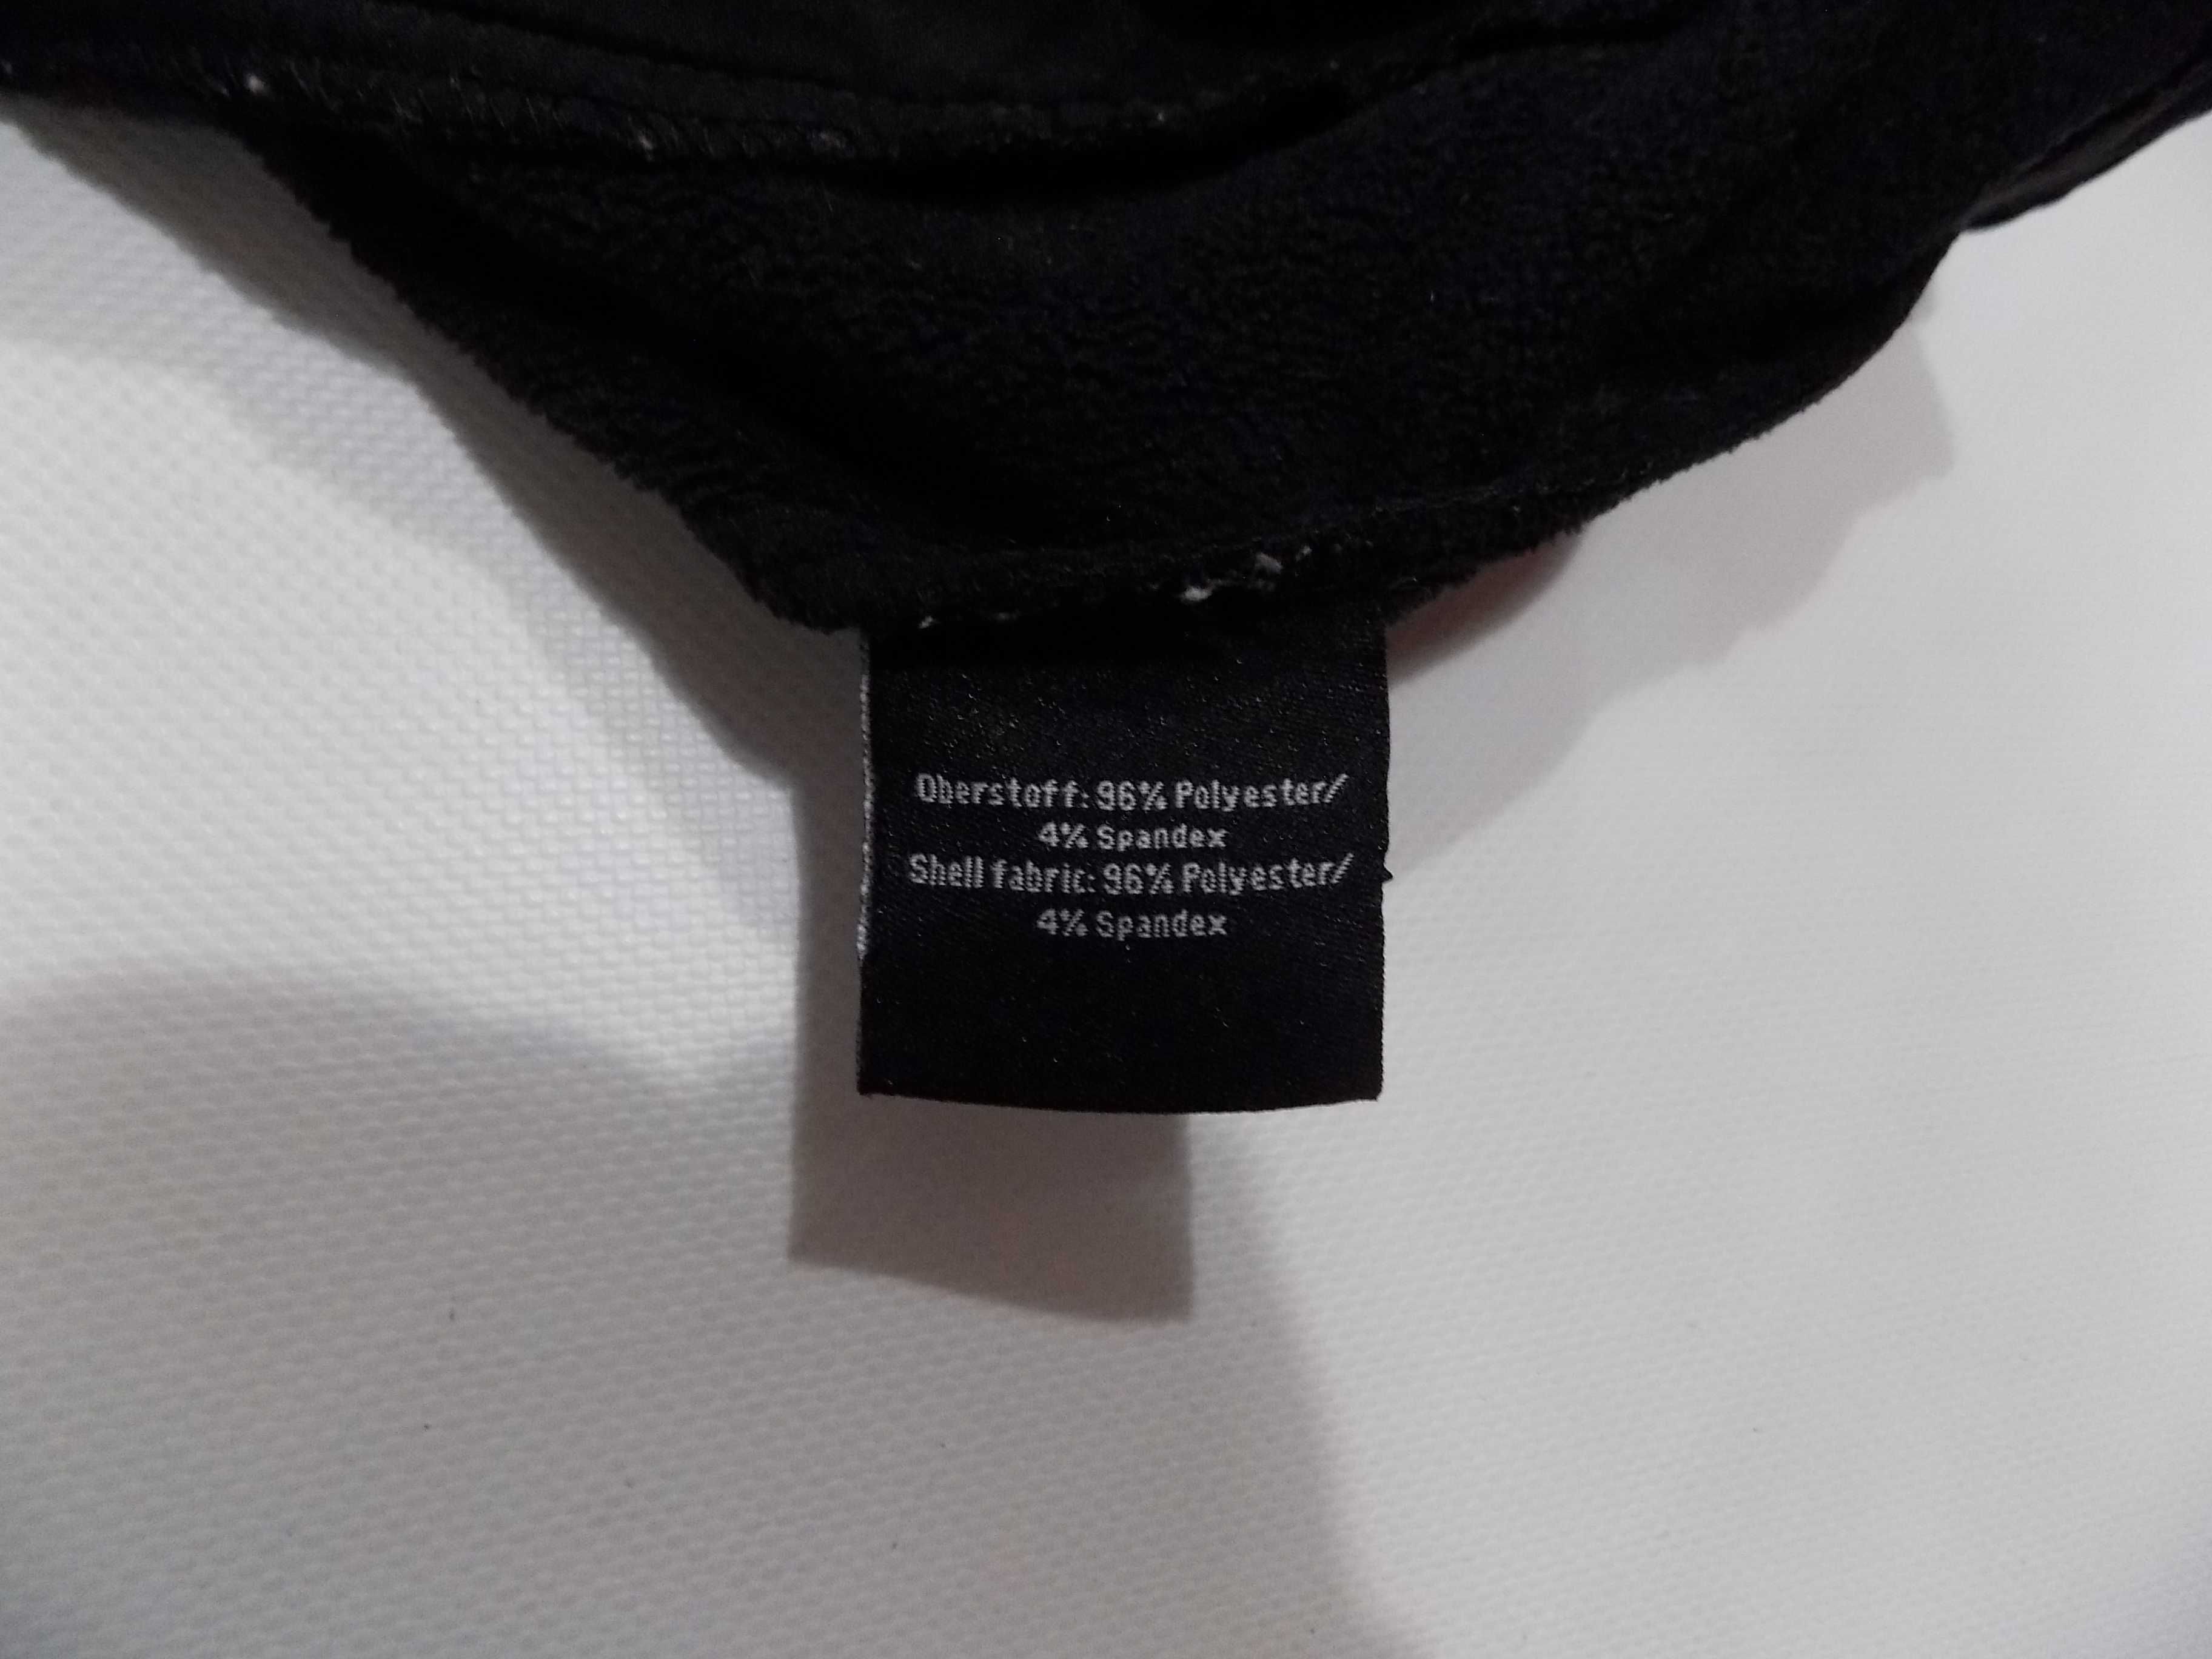 Oberstoff: 96% Polyester/
4% Spandex
Shell fabric: 96% Polyester/
4% Spandex